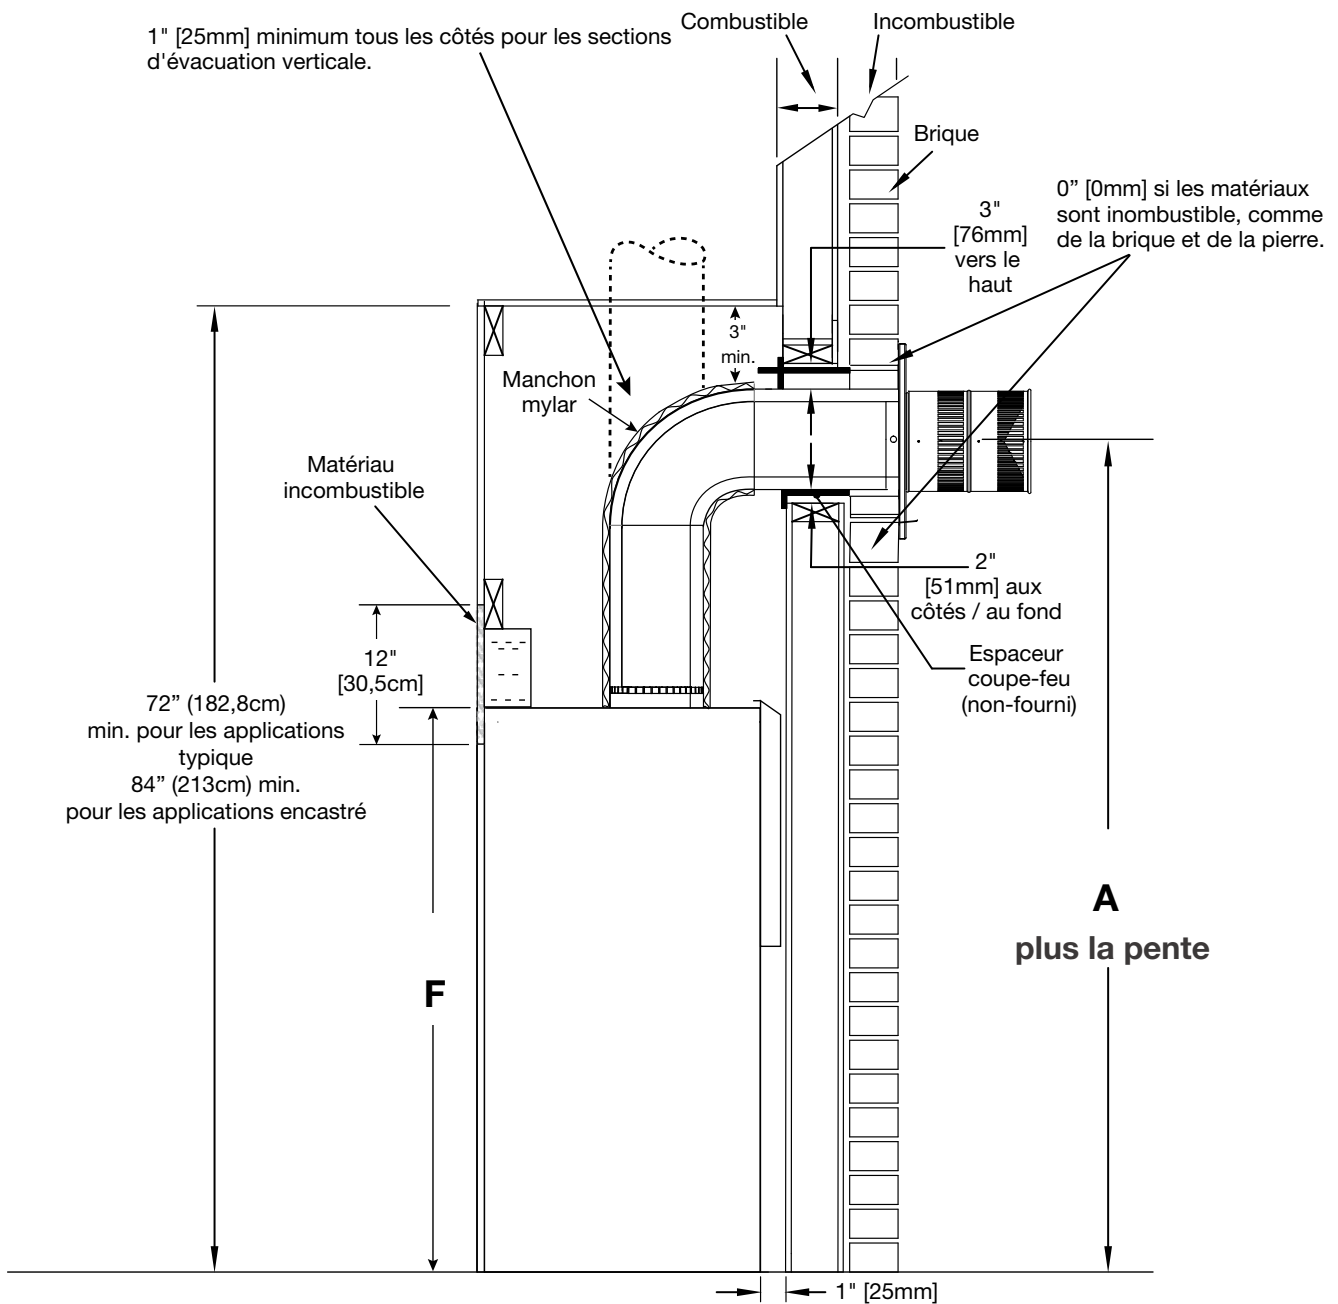 Combustible
Incombustible
1" [25mm] minimum tous les côtés pour les sections
d'évacuation verticale.
Brique
0” [0mm] si les matériaux
sont inombustible, comme
de la brique et de la pierre.
3"
[76mm]
vers le
haut
3"
min.
Manchon
mylar
Matériau
incombustible
2"
[51mm] aux
côtés / au fond
Espaceur
coupe-feu
(non-fourni)
12"
[30,5cm]
72” (182,8cm)
min. pour les applications
typique
84” (213cm) min.
pour les applications encastré
A
plus la pente
F
1" [25mm]